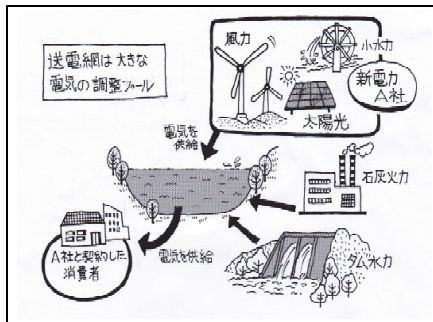 送電網は大きな
電気の調整プール
風力
小水力
新電力
A社
太陽光
電気を
供給
石灰火力
A社と契約した
消費者
電気を供給
ダム水力